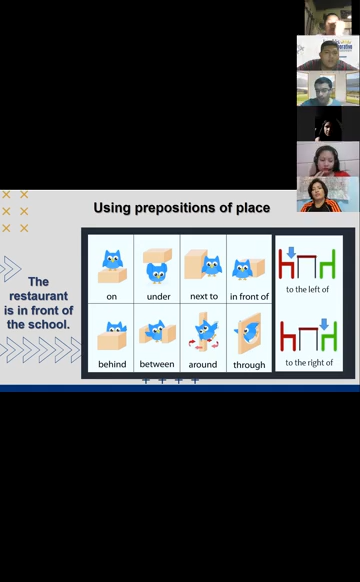 Using prepositions of place
The
restaurant
is in front of
the school.
on
under
next to
in front of
to the left of
behind
between
around
through
to the right of